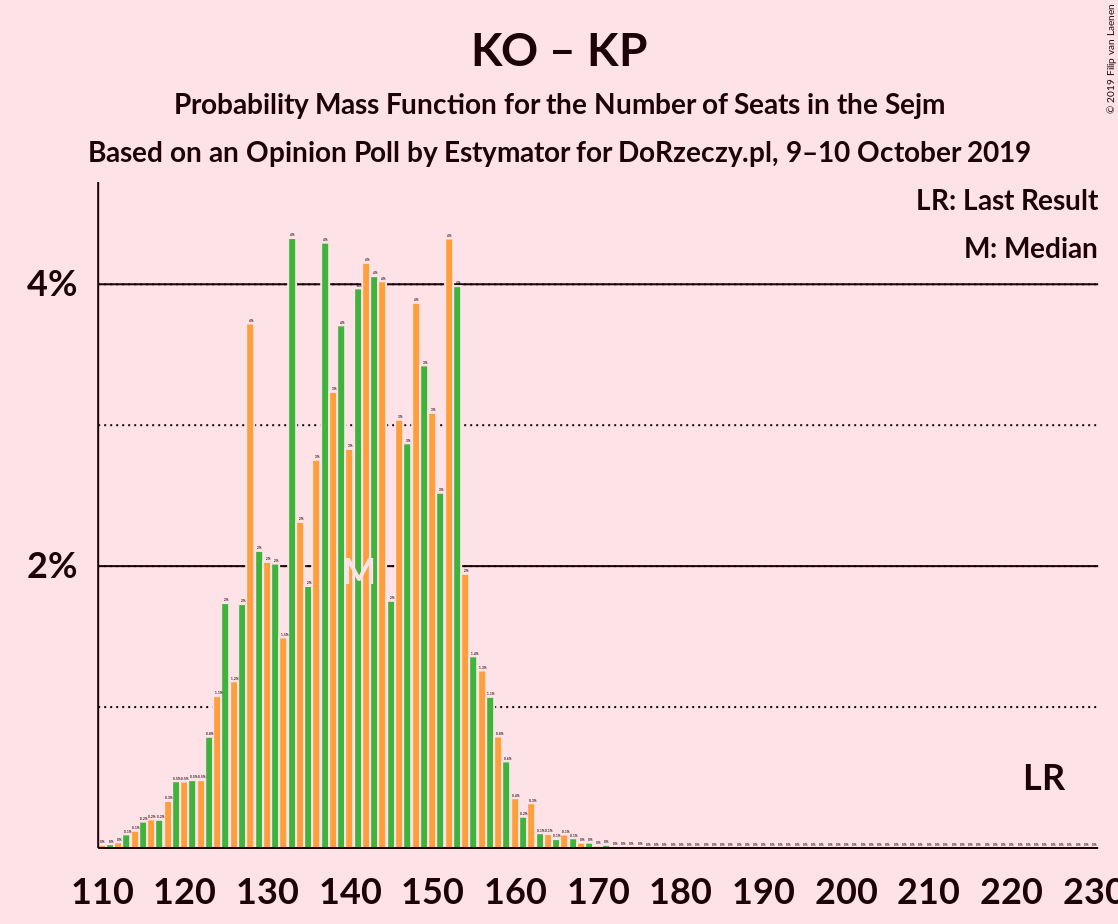 KO – KP
Probability Mass Function for the Number of Seats in the Sejm
Based on an Opinion Poll by Estymator for DoRzeczy.pl, 9–10 October 2019
© 2019 Filip van Laenen
LR: Last Result
M: Median
4%
2%
M
LR
110 120 130 140 150 160 170 180 190 200 210 220 230